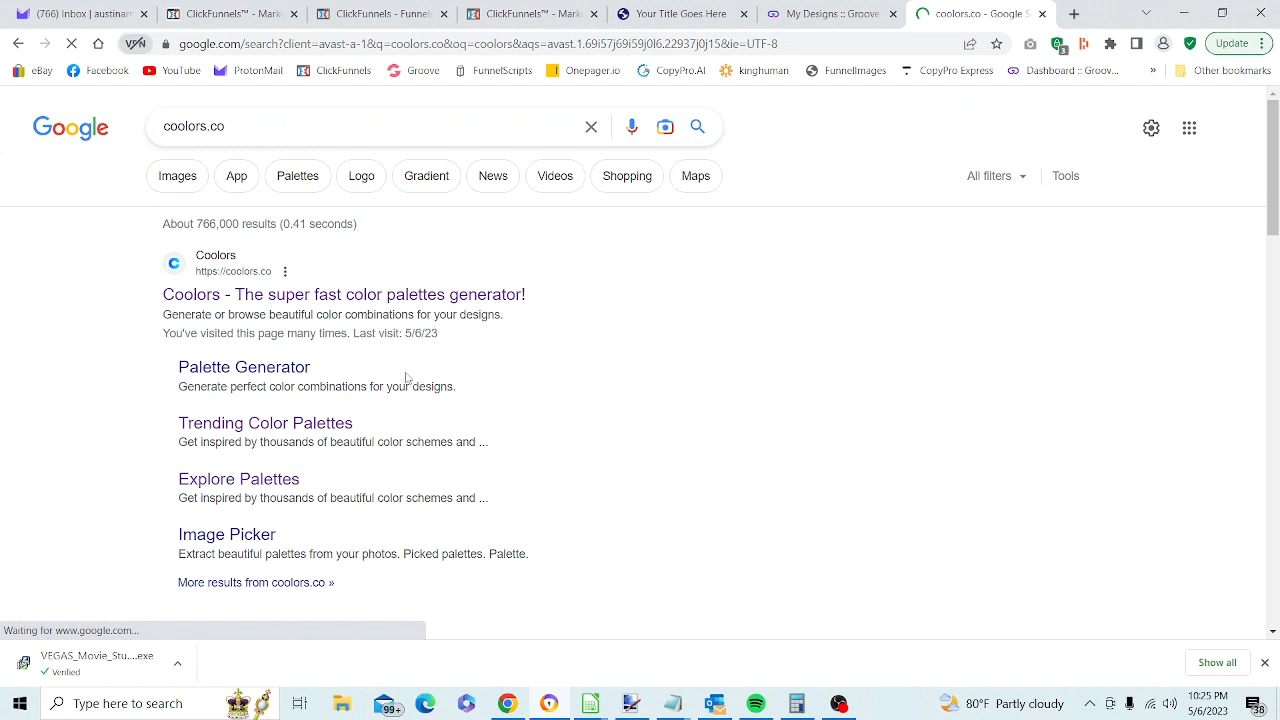 (766) Inbox | austinar
ClickFunnels™ - Mark
ClickFunnels - Funnels
ClickFunnels™ - Mark
Your Title Goes Here
My Designs :: Groove
coolors.co - Google S
google.com/search?client=avast-a-1&q=coolors.co&oq=colors&aqs=avast.1.69i57j69i59j0l6.22937j0j15&ie=UTF-8
3
Update
eBay
Facebook
YouTube
ProtonMail
ClickFunnels
Groove
FunnelScripts
Onepager.io
CopyPro.AI
kinghuman
FunnelImages
CopyPro Express
Dashboard :: Groov...
»
Other bookmarks
Google
coolors.co
Images
App
Palettes
Logo
Gradient
News
Videos
Shopping
Maps
All filters
Tools
About 766,000 results (0.41 seconds)
Coolors
https://coolors.co
Coolors - The super fast color palettes generator!
Generate or browse beautiful color combinations for your designs.
You've visited this page many times. Last visit: 5/6/23
Palette Generator
Generate perfect color combinations for your designs.
Trending Color Palettes
Get inspired by thousands of beautiful color schemes and ...
Explore Palettes
Get inspired by thousands of beautiful color schemes and ...
Image Picker
Extract beautiful palettes from your photos. Picked palettes. Palette.
More results from coolors.co »
Waiting for www.google.com...
VEGAS_Movie_Stu....exe
Verified
Show all
Type here to search
99+
80°F Partly cloudy
10:25 PM
5/6/2023
38